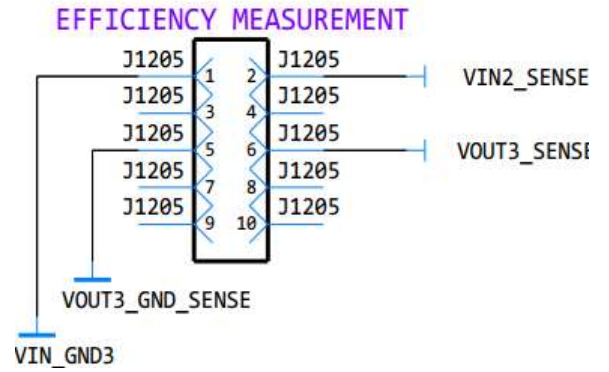 EFFICIENCY MEASUREMENT
J1205 J1205
1 2 VIN2_SENSE
J1205 J1205
3 4
J1205 J1205
5 6 VOUT3_SENSE
J1205 J1205
7 8
J1205 J1205
9 10
VOUT3_GND_SENSE
VIN_GND3